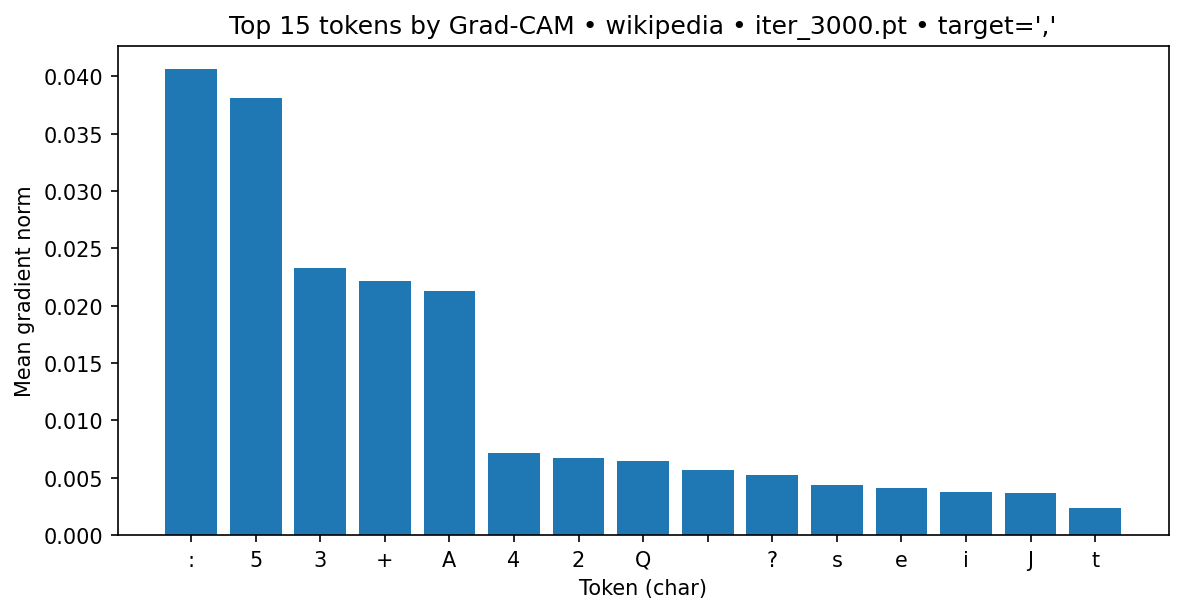 Top 15 tokens by Grad-CAM • wikipedia • iter_3000.pt • target=','
0.040
0.035
0.030
0.025
0.020
0.015
0.010
0.005
0.000
Mean gradient norm
: 5 3 + A 4 2 Q ? s e i J t
Token (char)